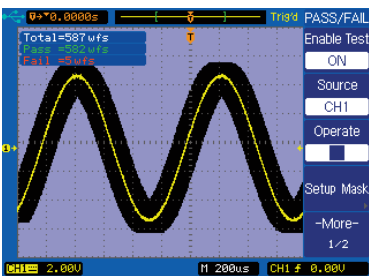 0.0000s Trig'd PASS/FAIL
Total=587wfs
Pass =582wfs
Fail =5wfs
Enable Test
ON
Source
CH1
Operate
Setup Mask
-More-
1/2
CH1 2.00V M 200us CH1 0.00V